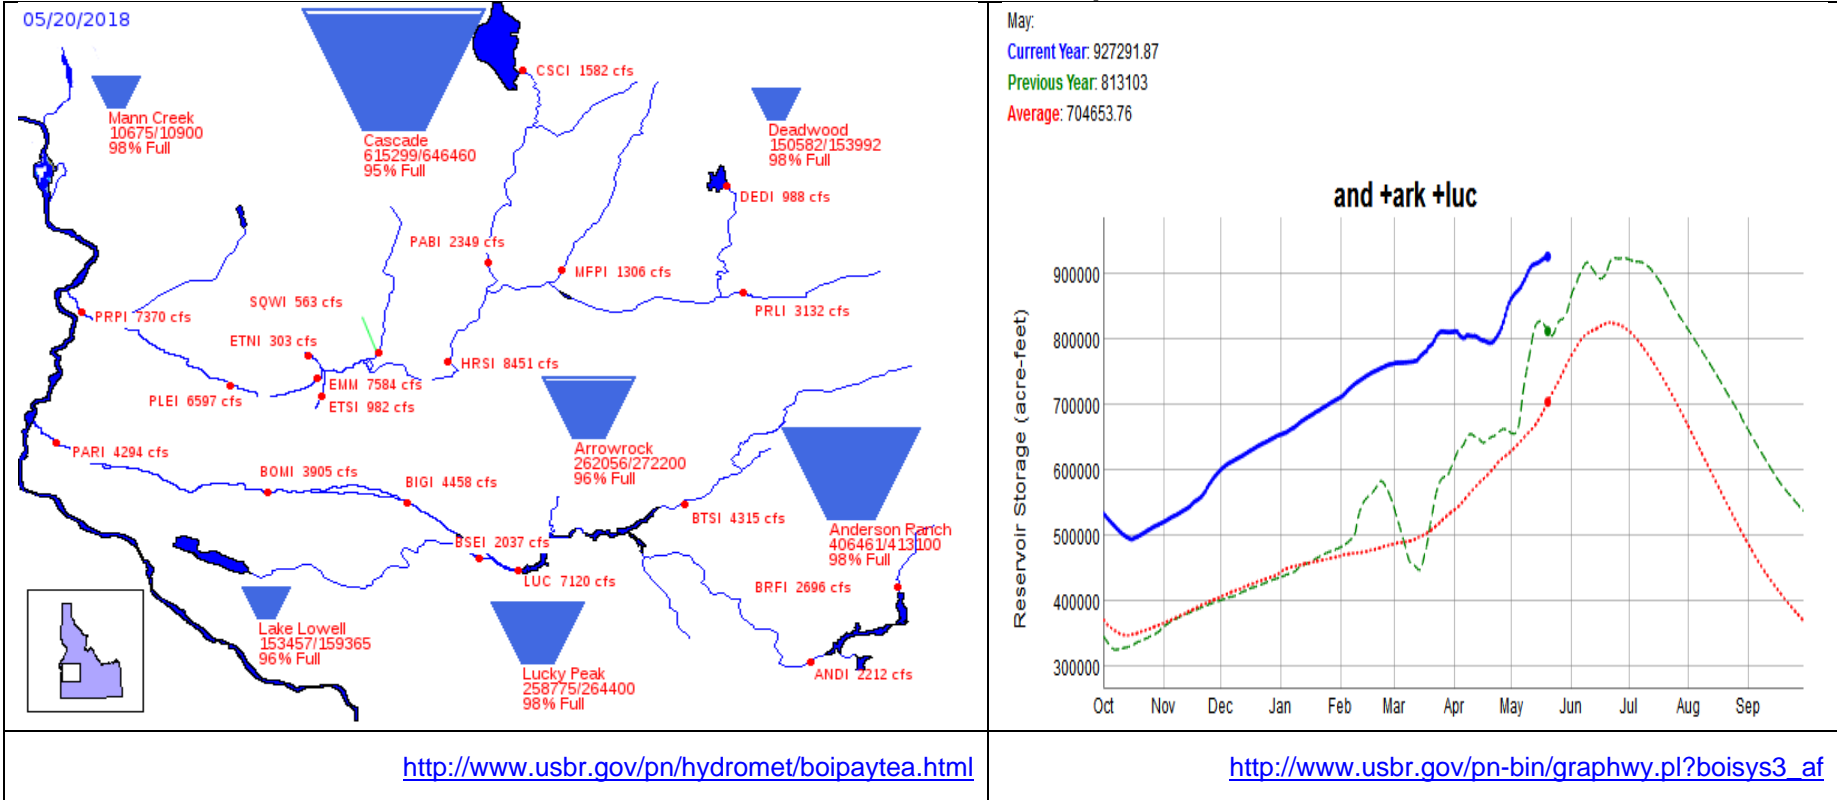 05/20/2018
Mann Creek
10675/10900
98% Full
Cascade
615299/646460
95% Full
CSCI 1582 cfs
Deadwood
150582/153992
98% Full
DEDI 988 cfs
PABI 2349 cfs
MFPI 1306 cfs
SQWI 563 cfs
PRPI 7370 cfs
PRLI 3132 cfs
ETNI 303 cfs
HRSI 8451 cfs
EMM 7584 cfs
PLEI 6597 cfs
ETSI 982 cfs
Arrowrock
262056/272200
96% Full
PARI 4294 cfs
BOMI 3905 cfs
BIGI 4458 cfs
BTSI 4315 cfs
Anderson Ranch
406461/413100
98% Full
BSEI 2037 cfs
LUC 7120 cfs
BRFI 2696 cfs
Lake Lowell
153457/159365
96% Full
Lucky Peak
258775/264400
98% Full
ANDI 2212 cfs
http://www.usbr.gov/pn/hydromet/boipaytea.html
May:
Current Year: 927291.87
Previous Year: 813103
Average: 704653.76
and +ark +luc
Reservoir Storage (acre-feet)
900000
800000
700000
600000
500000
400000
300000
Oct Nov Dec Jan Feb Mar Apr May Jun Jul Aug Sep
http://www.usbr.gov/pn-bin/graphwy.pl?boisys3_af